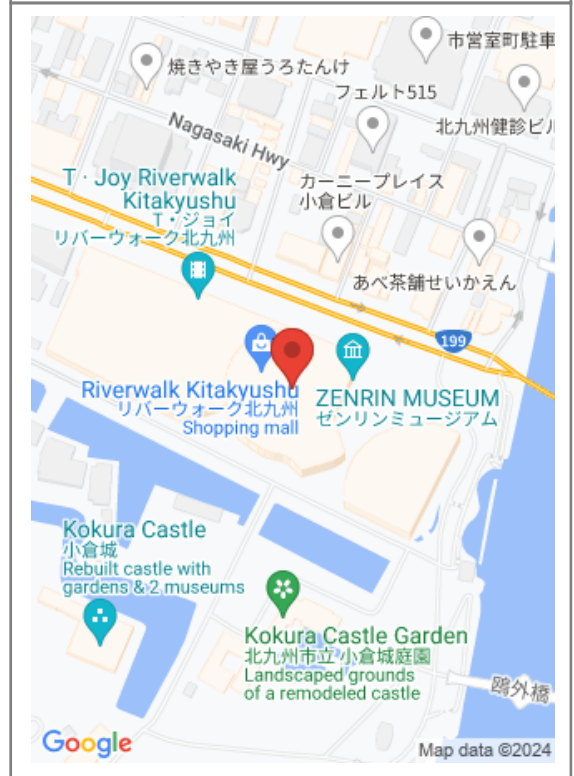 市営室町駐車
焼きやき屋うろたんけ
フェルト515
北九州健診ビル
Nagasaki Hwy
T・Joy Riverwalk
Kitakyushu
T・ジョイ
リバーウォーク北九州
カーニープレイス
小倉ビル
あべ茶舗せいかえん
199
Riverwalk Kitakyushu
リバーウォーク北九州
Shopping mall
ZENRIN MUSEUM
ゼンリンミュージアム
Kokura Castle
小倉城
Rebuilt castle with
gardens & 2 museums
Kokura Castle Garden
北九州市立 小倉城庭園
Landscaped grounds
of a remodeled castle
鴎外橋
Google
Map data ©2024